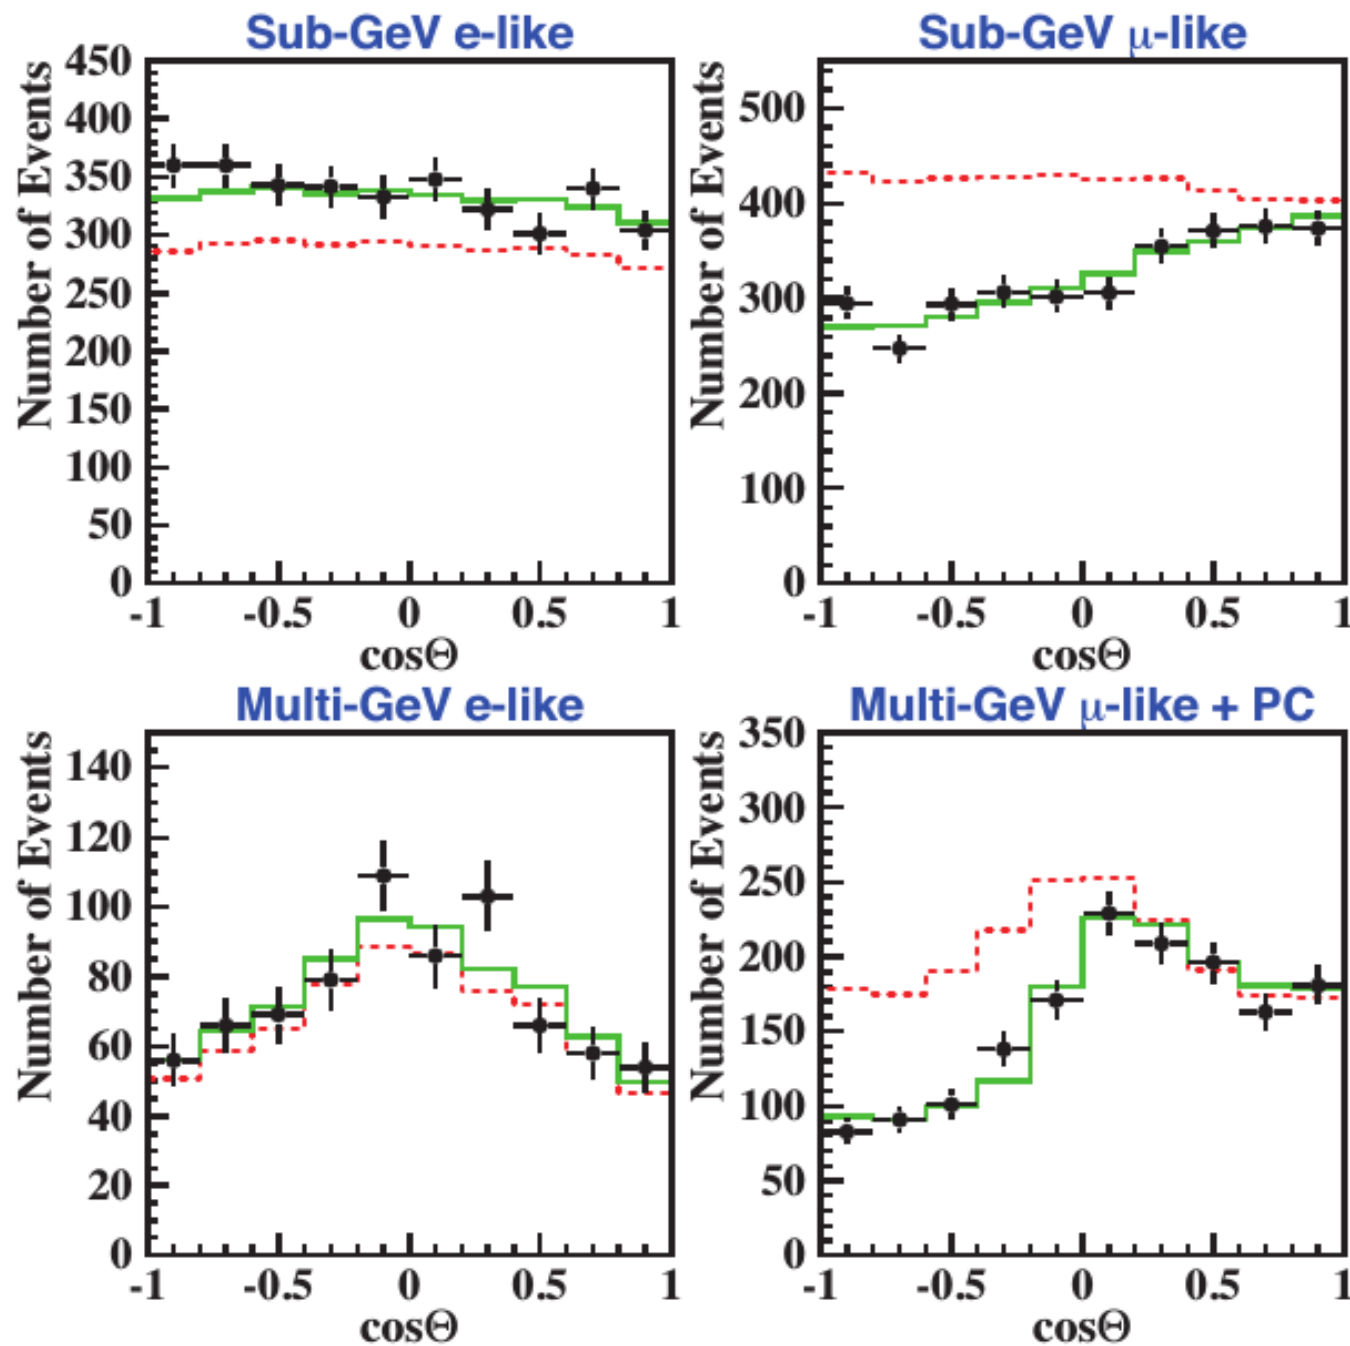 Sub-GeV e-like
Number of Events
450
400
350
300
250
200
150
100
50
0
-1 -0.5 0 0.5 1
cosΘ
Sub-GeV μ-like
Number of Events
500
400
300
200
100
0
-1 -0.5 0 0.5 1
cosΘ
Multi-GeV e-like
Number of Events
140
120
100
80
60
40
20
0
-1 -0.5 0 0.5 1
cosΘ
Multi-GeV μ-like + PC
Number of Events
350
300
250
200
150
100
50
0
-1 -0.5 0 0.5 1
cosΘ